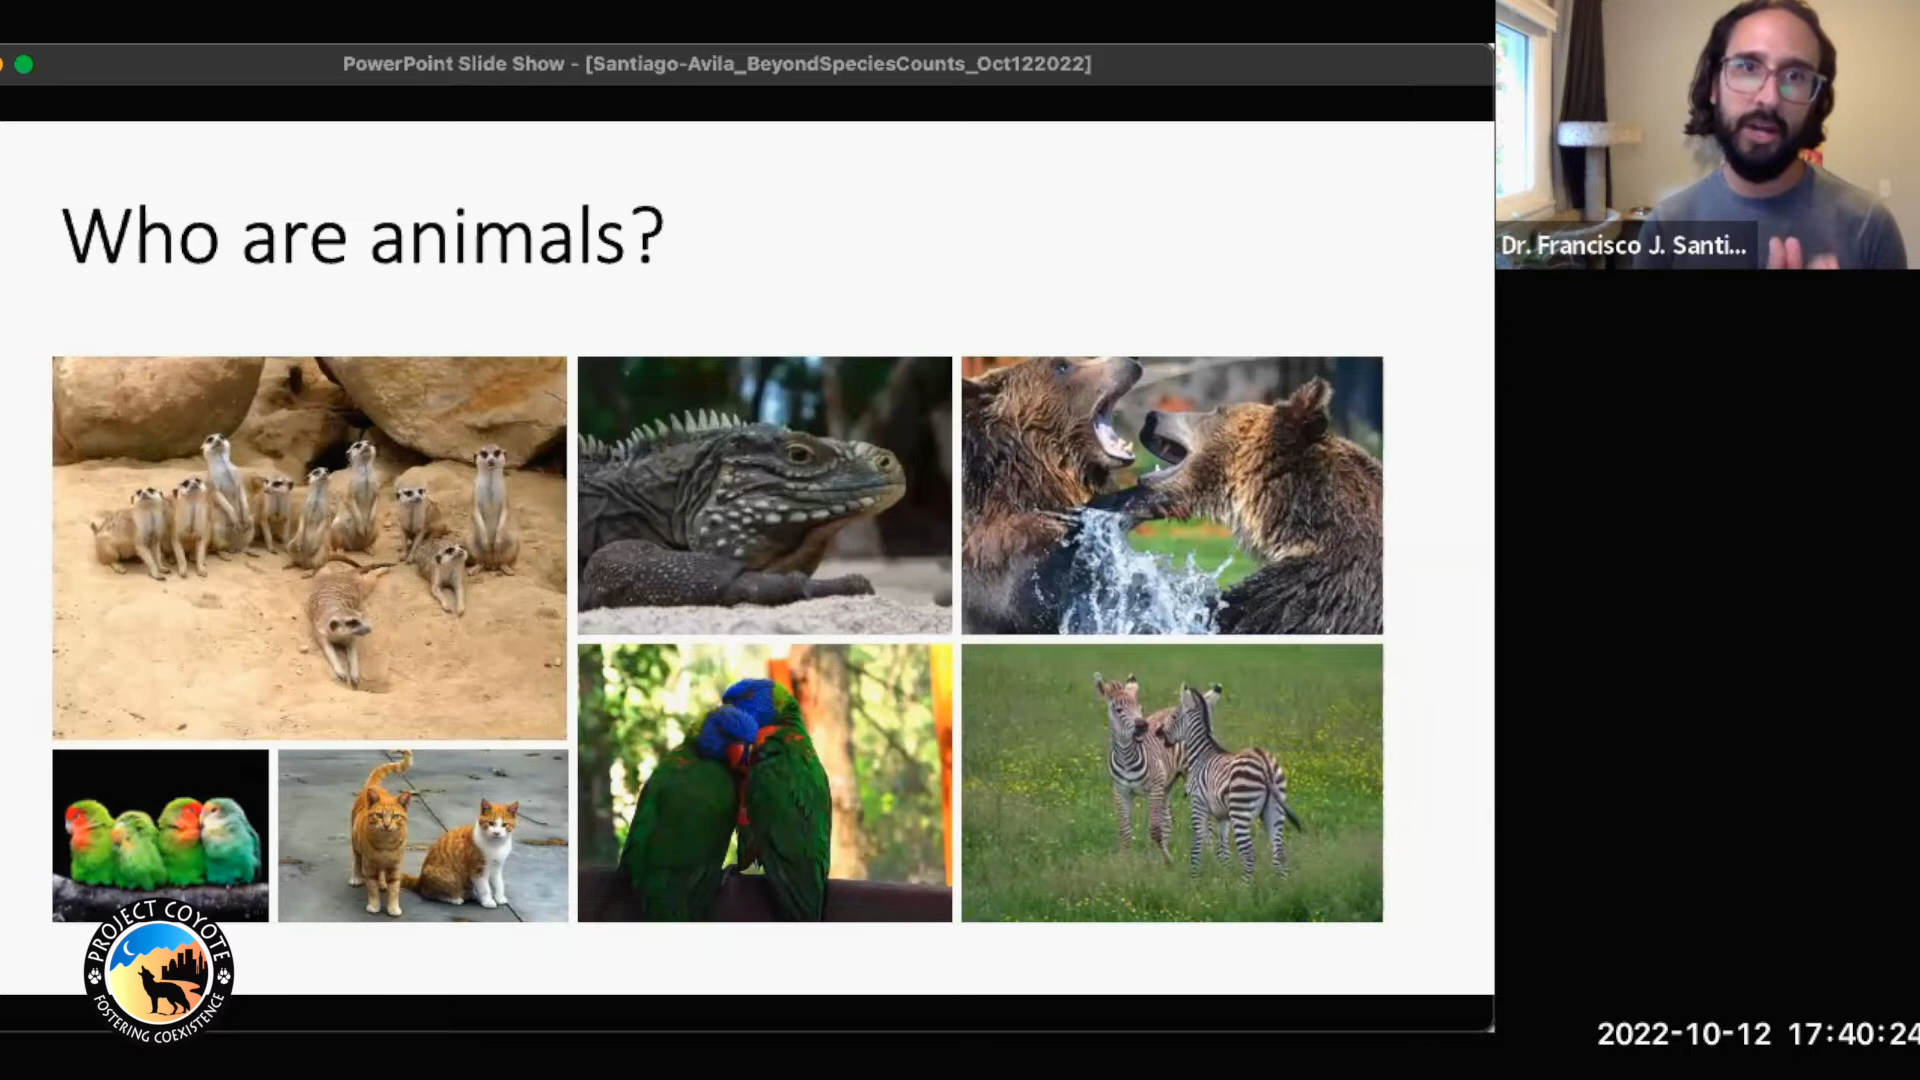 PowerPoint Slide Show - [Santiago-Avila_BeyondSpeciesCounts_Oct122022]
Who are animals?
Dr. Francisco J. Santi...
PROJECT COYOTE
FOSTERING COEXISTENCE
2022-10-12 17:40:24